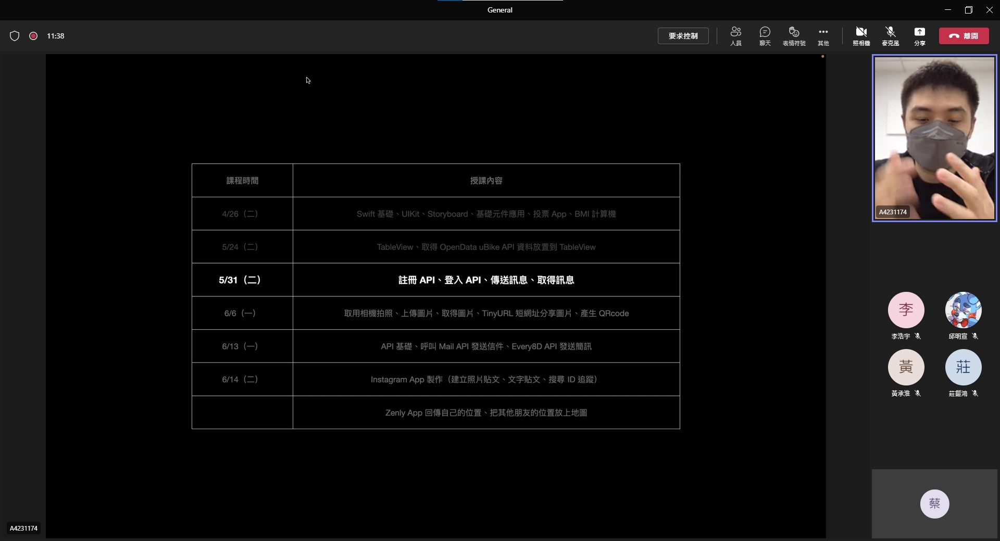 General
11:38
要求控制
人員
聊天
表情符號
其他
照相機
麥克風
分享
離開
課程時間 授課內容
4/26（二） Swift 基礎、UIKit、Storyboard、基礎元件應用、投票 App、BMI 計算機
5/24（二） TableView、取得 OpenData uBike API 資料放置到 TableView
5/31（二） 註冊 API、登入 API、傳送訊息、取得訊息
6/6（一） 取用相機拍照、上傳圖片、取得圖片、TinyURL 短網址分享圖片、產生 QRcode
6/13（一） API 基礎、呼叫 Mail API 發送信件、Every8D API 發送簡訊
6/14（二） Instagram App 製作（建立照片貼文、文字貼文、搜尋 ID 追蹤）
Zenly App 回傳自己的位置、把其他朋友的位置放上地圖
A4231174
李
李浩宇
邱明宣
黃
黃承淮
莊
莊鎧鴻
蔡
A4231174